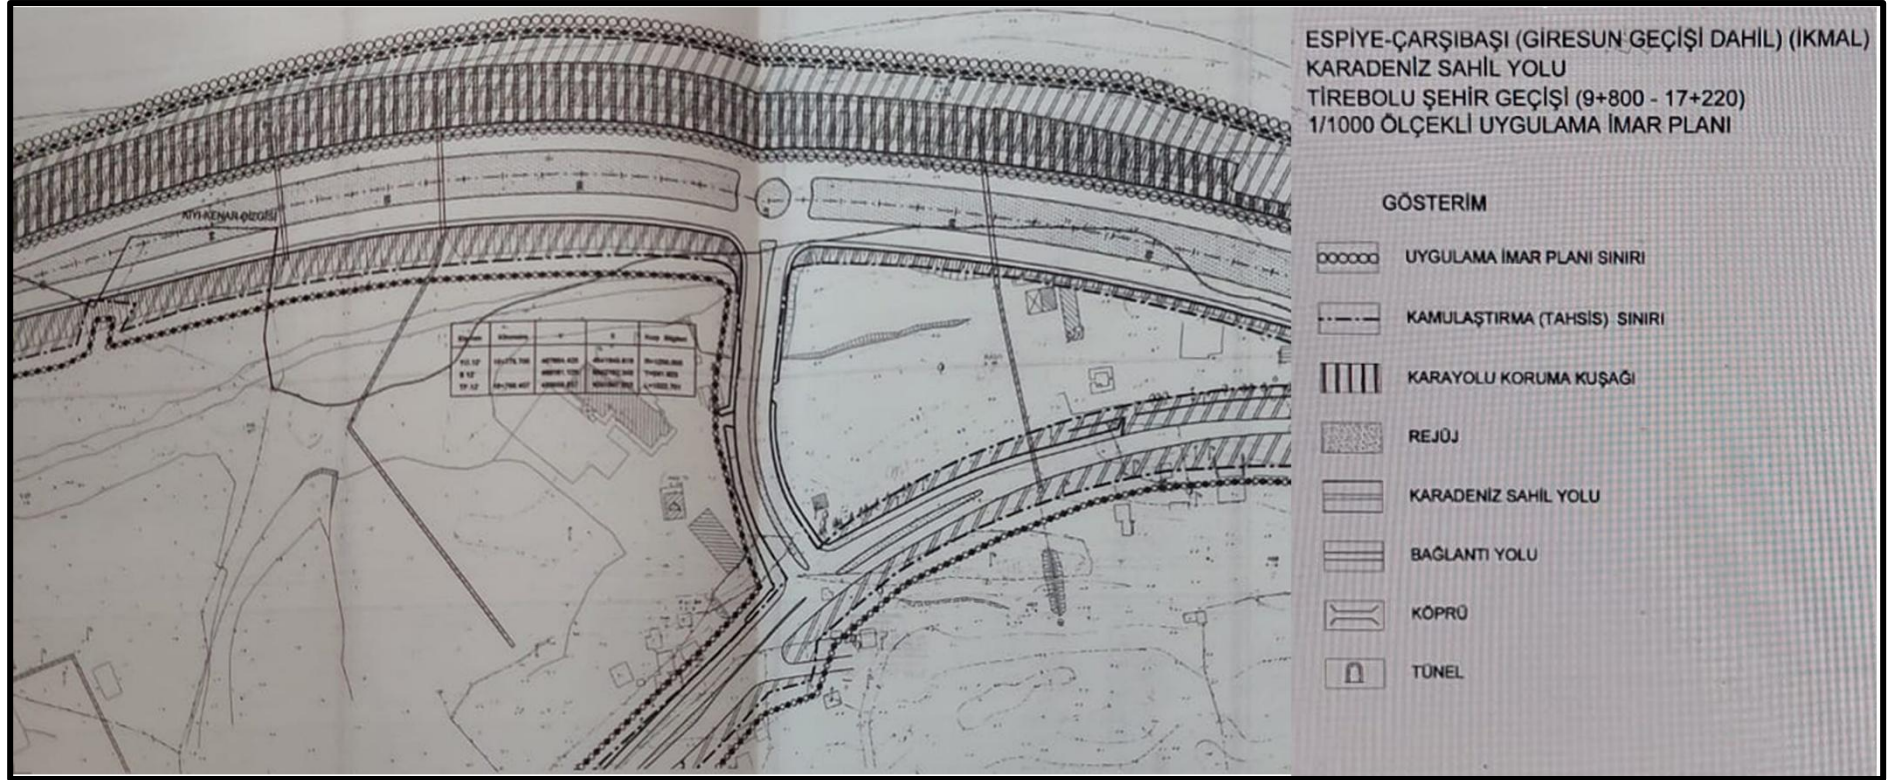 ESPİYE-ÇARŞIBAŞI (GİRESUN GEÇİŞİ DAHİL) (İKMAL)
KARADENİZ SAHİL YOLU
TİREBOLU ŞEHİR GEÇİŞİ (9+800 - 17+220)
1/1000 ÖLÇEKLİ UYGULAMA İMAR PLANI
GÖSTERİM
UYGULAMA İMAR PLANI SINIRI
KAMULAŞTIRMA (TAHSİS) SINIRI
KARAYOLU KORUMA KUŞAĞI
REJÜJ
KARADENİZ SAHİL YOLU
BAĞLANTI YOLU
KÖPRÜ
TÜNEL
KIYI KENAR ÇİZGİSİ